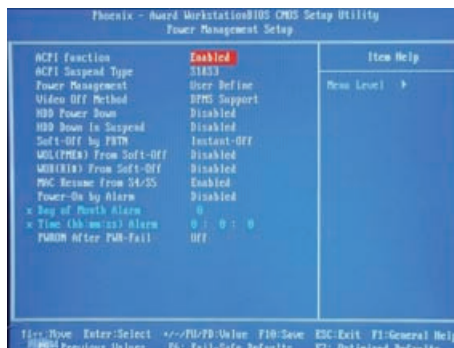 Phoenix - Award WorkstationBIOS CMOS Setup Utility
Power Management Setup
ACPI function Enabled
ACPI Suspend Type S1&S3
Power Management User Define
Video Off Method DPMS Support
HDD Power Down Disabled
HDD Down In Suspend Disabled
Soft-Off by PBTN Instant-Off
WOL(PME#) From Soft-Off Disabled
WOR(RI#) From Soft-Off Disabled
MAC Resume From S4/S5 Enabled
Power-On by Alarm Disabled
x Day of Month Alarm 0
x Time (hh:mm:ss) Alarm 0 : 0 : 0
PWRON After PWR-Fail Off
Item Help
Menu Level
Move Enter:Select +/-/PU/PD:Value F10:Save ESC:Exit F1:General Help
Previous Values F6: Fail-Safe Defaults F7: Optimized Defaults